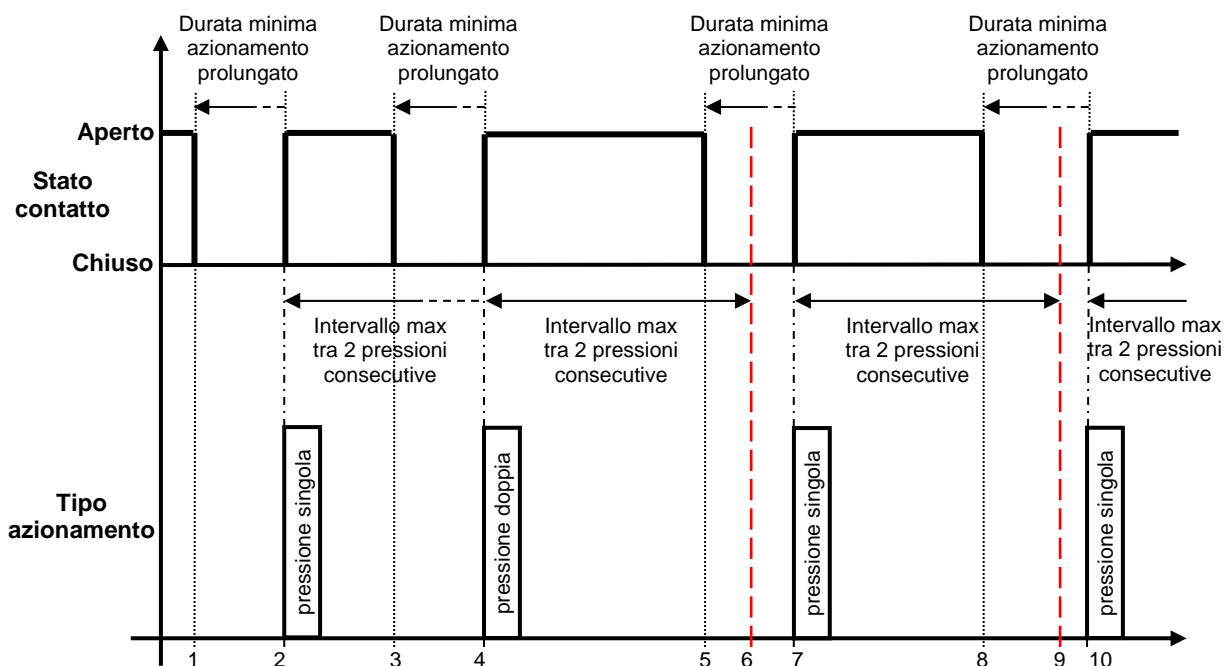 Durata minima
azionamento
prolungato
Durata minima
azionamento
prolungato
Durata minima
azionamento
prolungato
Durata minima
azionamento
prolungato
Aperto
Stato
contatto
Chiuso
Intervallo max
tra 2 pressioni
consecutive
Intervallo max
tra 2 pressioni
consecutive
Intervallo max
tra 2 pressioni
consecutive
Intervallo max
tra 2 pressioni
consecutive
Tipo
azionamento
pressione singola
pressione doppia
pressione singola
pressione singola
1 2 3 4 5 6 7 8 9 10